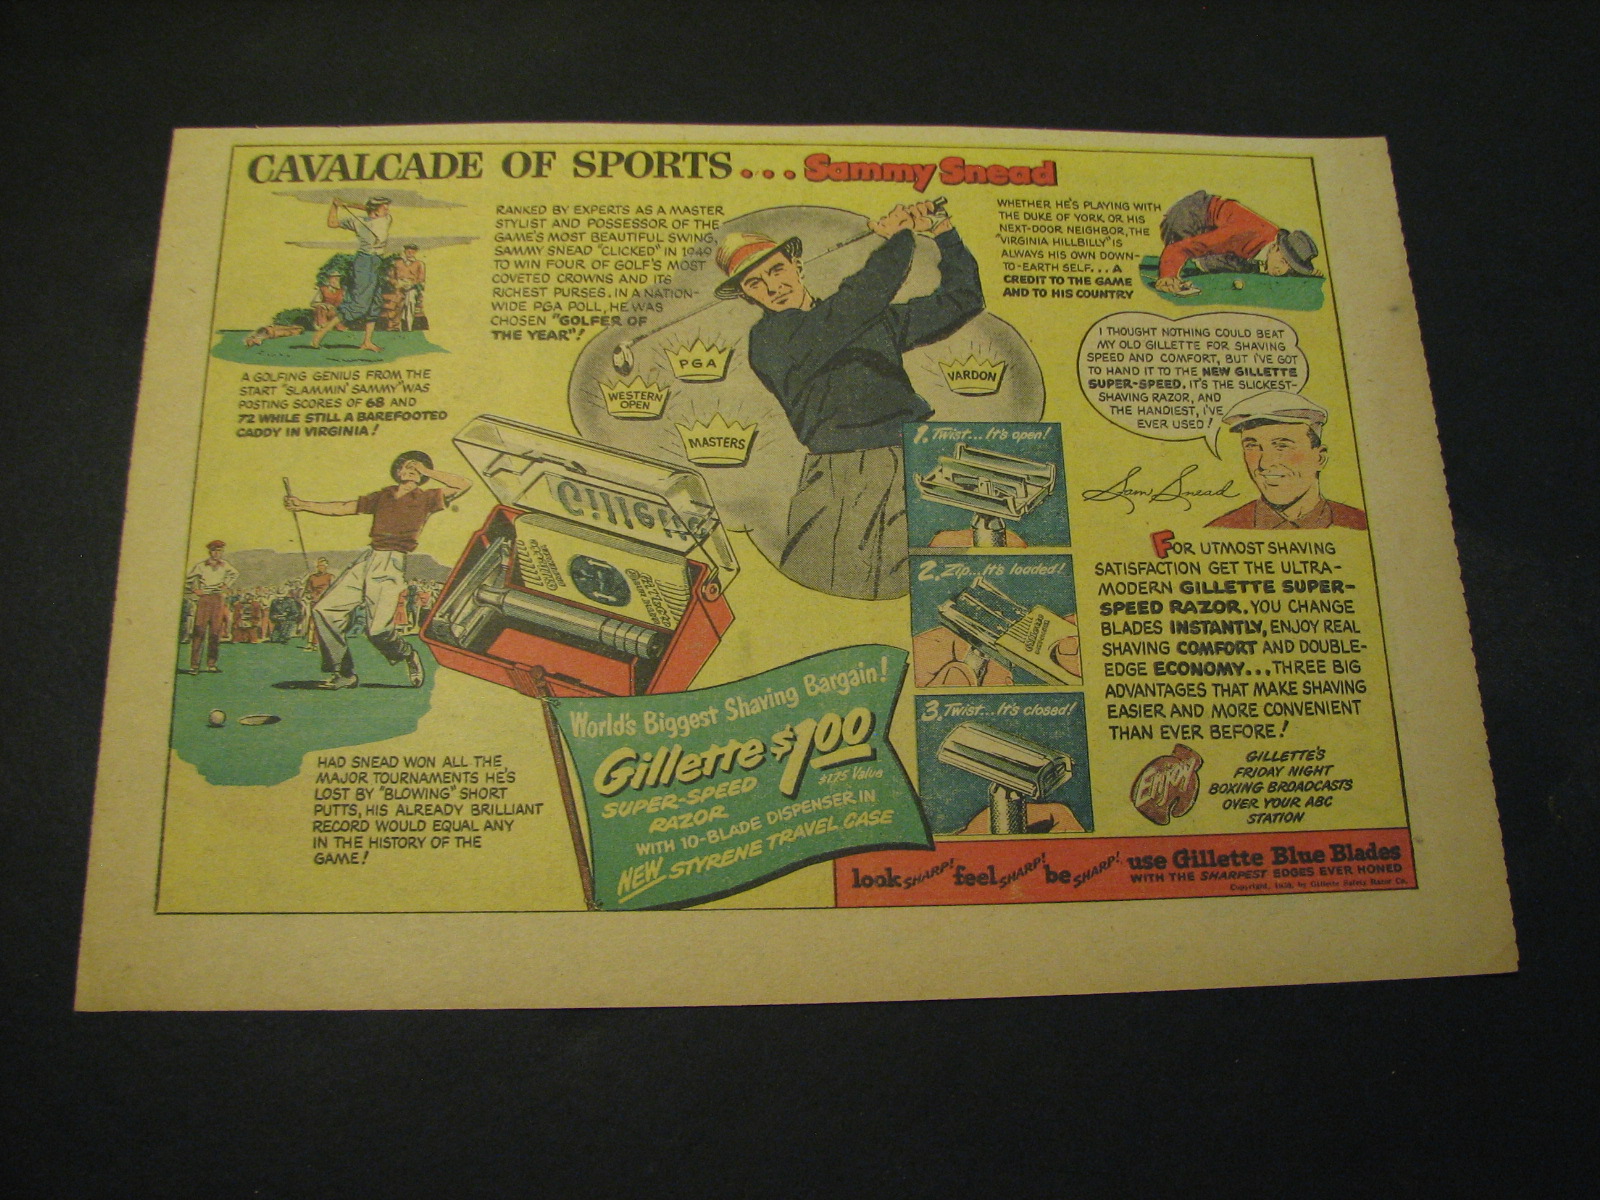 CAVALCADE OF SPORTS... Sammy Snead
A GOLFING GENIUS FROM THE
START "SLAMMIN' SAMMY" WAS
POSTING SCORES OF 68 AND
72 WHILE STILL A BAREFOOTED
CADDY IN VIRGINIA!
RANKED BY EXPERTS AS A MASTER
STYLIST AND POSSESSOR OF THE
GAME'S MOST BEAUTIFUL SWING,
SAMMY SNEAD "CLICKED" IN 1949
TO WIN FOUR OF GOLF'S MOST
COVETED CROWNS AND ITS
RICHEST PURSES. IN A NATION-
WIDE PGA POLL, HE WAS
CHOSEN "GOLFER OF
THE YEAR"!
PGA
WESTERN
OPEN
MASTERS
VARDON
WHETHER HE'S PLAYING WITH
THE DUKE OF YORK OR HIS
NEXT-DOOR NEIGHBOR, THE
"VIRGINIA HILLBILLY" IS
ALWAYS HIS OWN DOWN-
TO-EARTH SELF... A
CREDIT TO THE GAME
AND TO HIS COUNTRY
I THOUGHT NOTHING COULD BEAT
MY OLD GILLETTE FOR SHAVING
SPEED AND COMFORT, BUT I'VE GOT
TO HAND IT TO THE NEW GILLETTE
SUPER-SPEED. IT'S THE SLICKEST-
SHAVING RAZOR, AND
THE HANDIEST, I'VE
EVER USED!
Sam Snead
HAD SNEAD WON ALL THE
MAJOR TOURNAMENTS HE'S
LOST BY "BLOWING" SHORT
PUTTS, HIS ALREADY BRILLIANT
RECORD WOULD EQUAL ANY
IN THE HISTORY OF THE
GAME!
Gillette
World's Biggest Shaving Bargain!
Gillette $1.00
$1.75 Value
SUPER-SPEED
RAZOR
WITH 10-BLADE DISPENSER IN
NEW STYRENE TRAVEL CASE
1. Twist... It's open!
2. Zip... It's loaded!
3. Twist... It's closed!
FOR UTMOST SHAVING
SATISFACTION GET THE ULTRA-
MODERN GILLETTE SUPER-
SPEED RAZOR. YOU CHANGE
BLADES INSTANTLY, ENJOY REAL
SHAVING COMFORT AND DOUBLE-
EDGE ECONOMY... THREE BIG
ADVANTAGES THAT MAKE SHAVING
EASIER AND MORE CONVENIENT
THAN EVER BEFORE!
Enjoy
GILLETTE'S
FRIDAY NIGHT
BOXING BROADCASTS
OVER YOUR ABC
STATION
look SHARP! feel SHARP! be SHARP! use Gillette Blue Blades
WITH THE SHARPEST EDGES EVER HONED
Copyright, 1950, by Gillette Safety Razor Co.